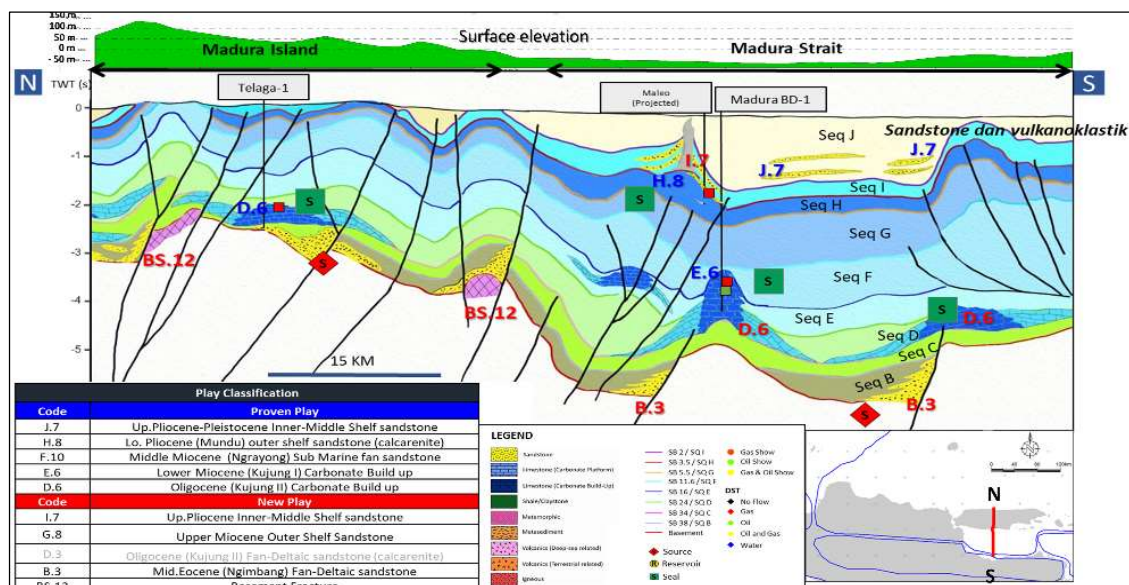 150 m
100 m
50 m
0 m
- 50 m
Surface elevation
Madura Island
Madura Strait
N
S
TWT (s)
Telaga-1
Maleo
(Projected)
Madura BD-1
0
-1
-2
-3
-4
-5
Seq J
Sandstone dan vulkanoklastik
J.7
J.7
I.7
H.8
Seq I
Seq H
Seq G
Seq F
Seq E
Seq D
Seq C
Seq B
S
S
S
S
S
S
D.6
E.6
D.6
D.6
BS.12
BS.12
B.3
B.3
15 KM
Play Classification
Code Proven Play
J.7 Up.Pliocene-Pleistocene Inner-Middle Shelf sandstone
H.8 Lo. Pliocene (Mundu) outer shelf sandstone (calcarenite)
F.10 Middle Miocene (Ngrayong) Sub Marine fan sandstone
E.6 Lower Miocene (Kujung I) Carbonate Build up
D.6 Oligocene (Kujung II) Carbonate Build up
Code New Play
I.7 Up.Pliocene Inner-Middle Shelf sandstone
G.8 Upper Miocene Outer Shelf Sandstone
D.3 Oligocene (Kujung II) Fan-Deltaic sandstone (calcarenite)
B.3 Mid.Eocene (Ngimbang) Fan-Deltaic sandstone
BS.12 Basement Fracture
LEGEND
Sandstone
Limestone (Carbonate Platform)
Limestone (Carbonate Build-Up)
Shale/Claystone
Metamorphic
Metasediment
Volcanics (Deep-sea related)
Volcanics (Terrestrial related)
Igneous
SB 2 / SQ I
SB 3.5 / SQ H
SB 5.5 / SQ G
SB 11.6 / SQ F
SB 16 / SQ E
SB 24 / SQ D
SB 34 / SQ C
SB 38 / SQ B
Basement
Source
R Reservoir
S Seal
Gas Show
Oil Show
Gas & Oil Show
DST
No Flow
Gas
Oil
Oil and Gas
Water
N
S